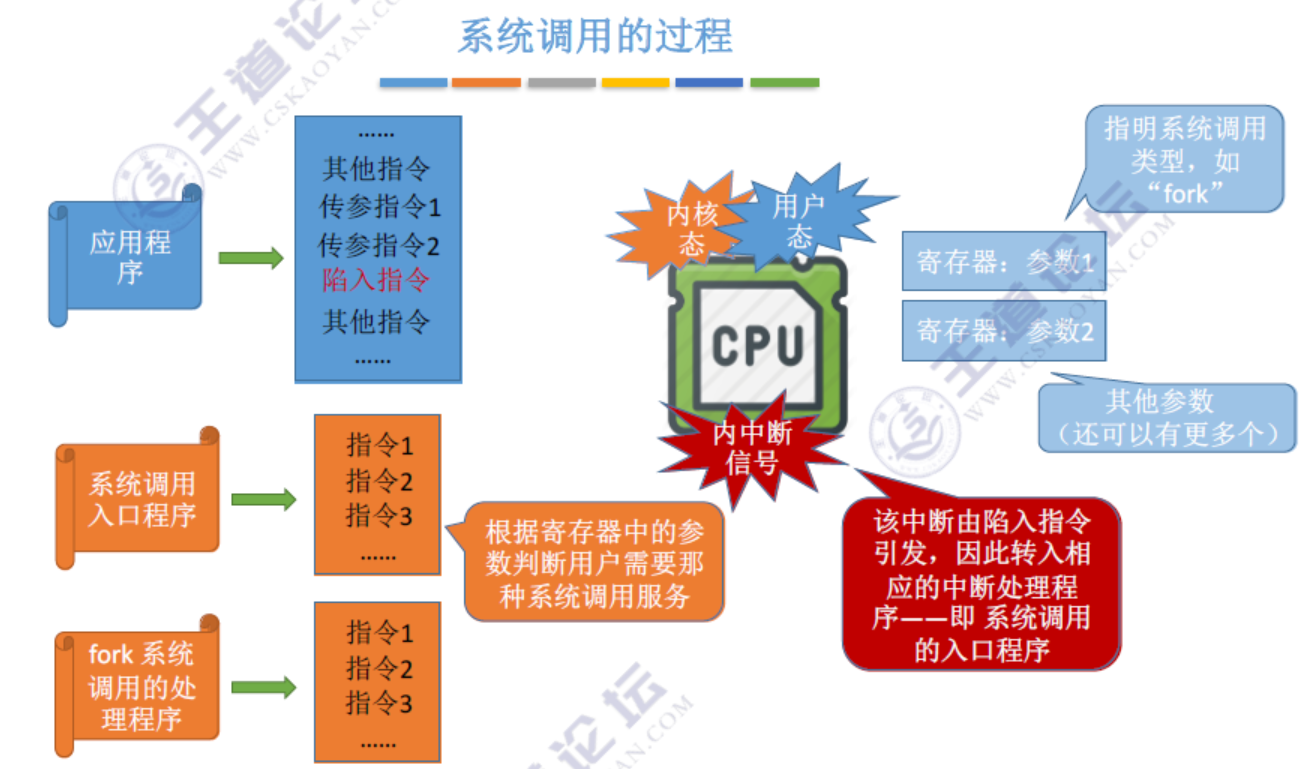 系统调用的过程
应用程
序
……
其他指令
传参指令1
传参指令2
陷入指令
其他指令
……
内核
态
用户
态
CPU
内中断
信号
指明系统调用
类型，如
“fork”
寄存器：参数1
寄存器：参数2
其他参数
（还可以有更多个）
系统调用
入口程序
指令1
指令2
指令3
……
根据寄存器中的参
数判断用户需要那
种系统调用服务
该中断由陷入指令
引发，因此转入相
应的中断处理程
序——即 系统调用
的入口程序
fork 系统
调用的处
理程序
指令1
指令2
指令3
……
王道论坛
WWW.CSKAOYAN.COM